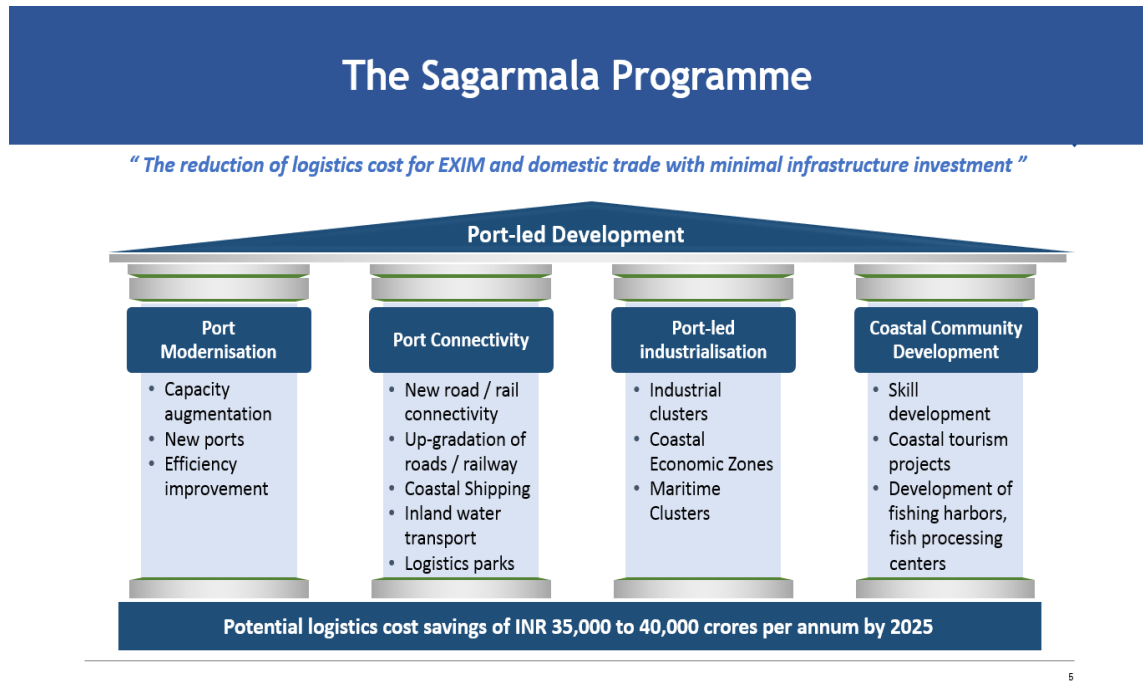 The Sagarmala Programme
“ The reduction of logistics cost for EXIM and domestic trade with minimal infrastructure investment ”
Port-led Development
Port
Modernisation
• Capacity
augmentation
• New ports
• Efficiency
improvement
Port Connectivity
• New road / rail
connectivity
• Up-gradation of
roads / railway
• Coastal Shipping
• Inland water
transport
• Logistics parks
Port-led
industrialisation
• Industrial
clusters
• Coastal
Economic Zones
• Maritime
Clusters
Coastal Community
Development
• Skill
development
• Coastal tourism
projects
• Development of
fishing harbors,
fish processing
centers
Potential logistics cost savings of INR 35,000 to 40,000 crores per annum by 2025
5